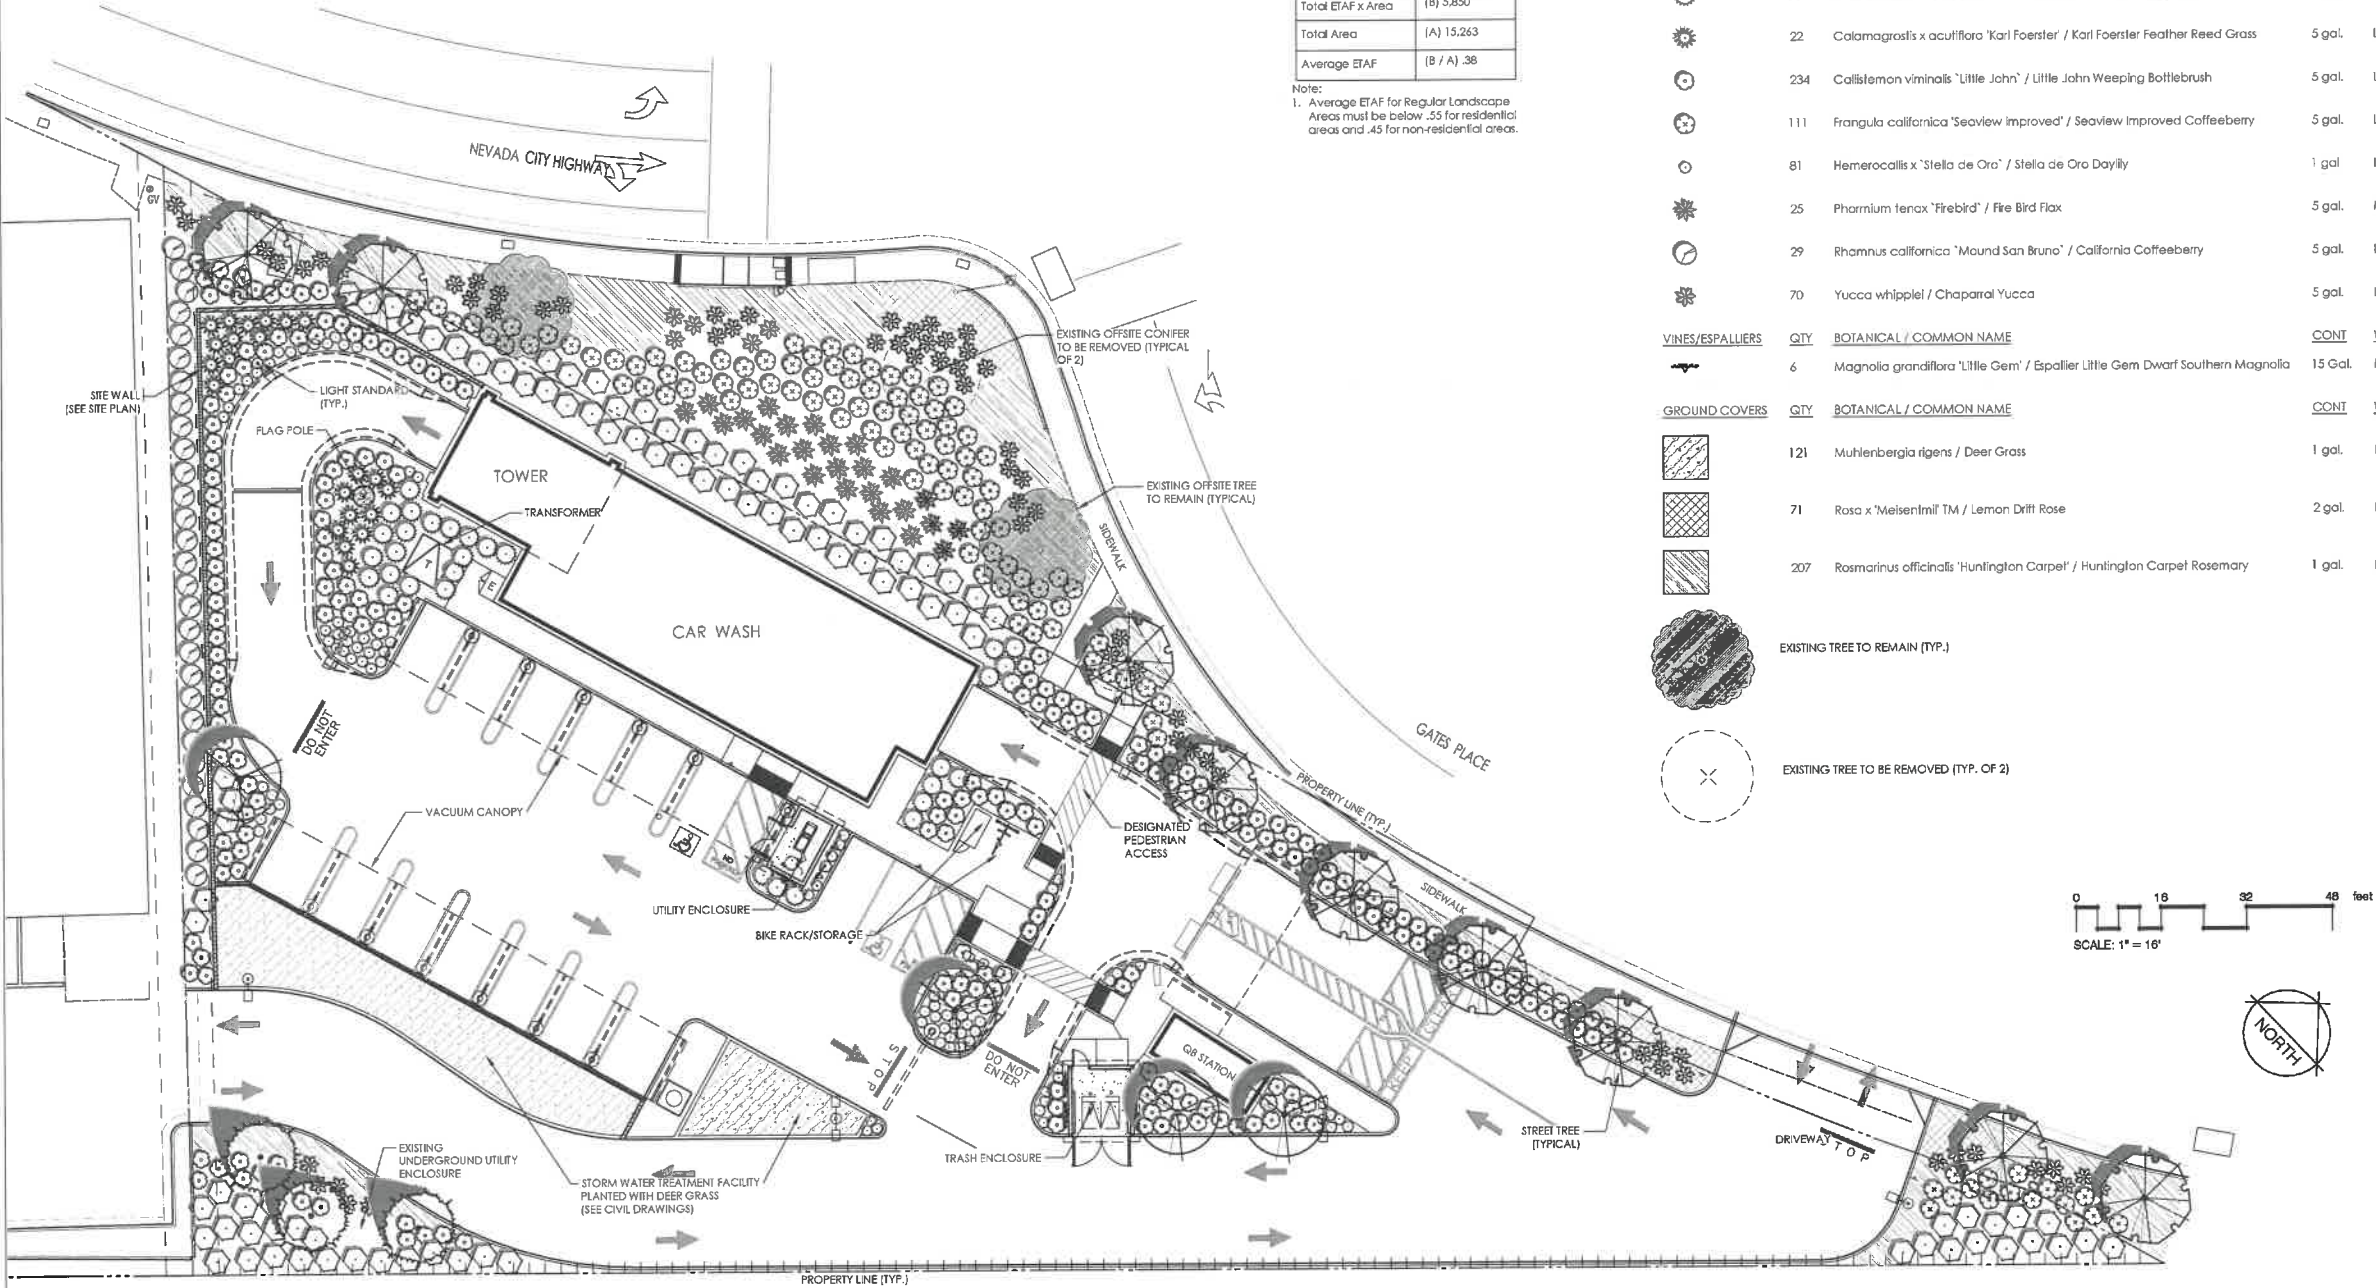 Total ETAF x Area (B) 5,850
Total Area (A) 15,263
Average ETAF (B / A) .38
Note:
1. Average ETAF for Regular Landscape
Areas must be below .55 for residential
areas and .45 for non-residential areas.
22 Calamagrostis x acutiflora 'Karl Foerster' / Karl Foerster Feather Reed Grass 5 gal.
234 Callistemon viminalis `Little John` / Little John Weeping Bottlebrush 5 gal.
111 Frangula californica 'Seaview improved' / Seaview Improved Coffeeberry 5 gal.
81 Hemerocallis x `Stella de Oro` / Stella de Oro Daylily 1 gal
25 Phormium tenax `Firebird` / Fire Bird Flax 5 gal.
29 Rhamnus californica `Mound San Bruno` / California Coffeeberry 5 gal.
70 Yucca whipplei / Chaparral Yucca 5 gal.
VINES/ESPALLIERS QTY BOTANICAL / COMMON NAME CONT
6 Magnolia grandiflora 'Little Gem' / Espallier Little Gem Dwarf Southern Magnolia 15 Gal.
GROUND COVERS QTY BOTANICAL / COMMON NAME CONT
121 Muhlenbergia rigens / Deer Grass 1 gal.
71 Rosa x 'Meisentmil' TM / Lemon Drift Rose 2 gal.
207 Rosmarinus officinalis 'Huntington Carpet' / Huntington Carpet Rosemary 1 gal.
EXISTING TREE TO REMAIN (TYP.)
EXISTING TREE TO BE REMOVED (TYP. OF 2)
0 16 32 48 feet
SCALE: 1" = 16'
NORTH
NEVADA CITY HIGHWAY
GV
EXISTING OFFSITE CONIFER
TO BE REMOVED (TYPICAL
OF 2)
SITE WALL
(SEE SITE PLAN)
LIGHT STANDARD
(TYP.)
FLAG POLE
TOWER
TRANSFORMER
T
E
EXISTING OFFSITE TREE
TO REMAIN (TYPICAL)
SIDEWALK
CAR WASH
DO NOT
ENTER
GATES PLACE
PROPERTY LINE (TYP.)
VACUUM CANOPY
DESIGNATED
PEDESTRIAN
ACCESS
NO
UTILITY ENCLOSURE
BIKE RACK/STORAGE
SIDEWALK
KEEP
CLEAR
STOP
DO NOT
ENTER
QB STATION
KEEP
STREET TREE
(TYPICAL)
DRIVEWAY
TOP
TRASH ENCLOSURE
EXISTING
UNDERGROUND UTILITY
ENCLOSURE
STORM WATER TREATMENT FACILITY
PLANTED WITH DEER GRASS
(SEE CIVIL DRAWINGS)
PROPERTY LINE (TYP.)